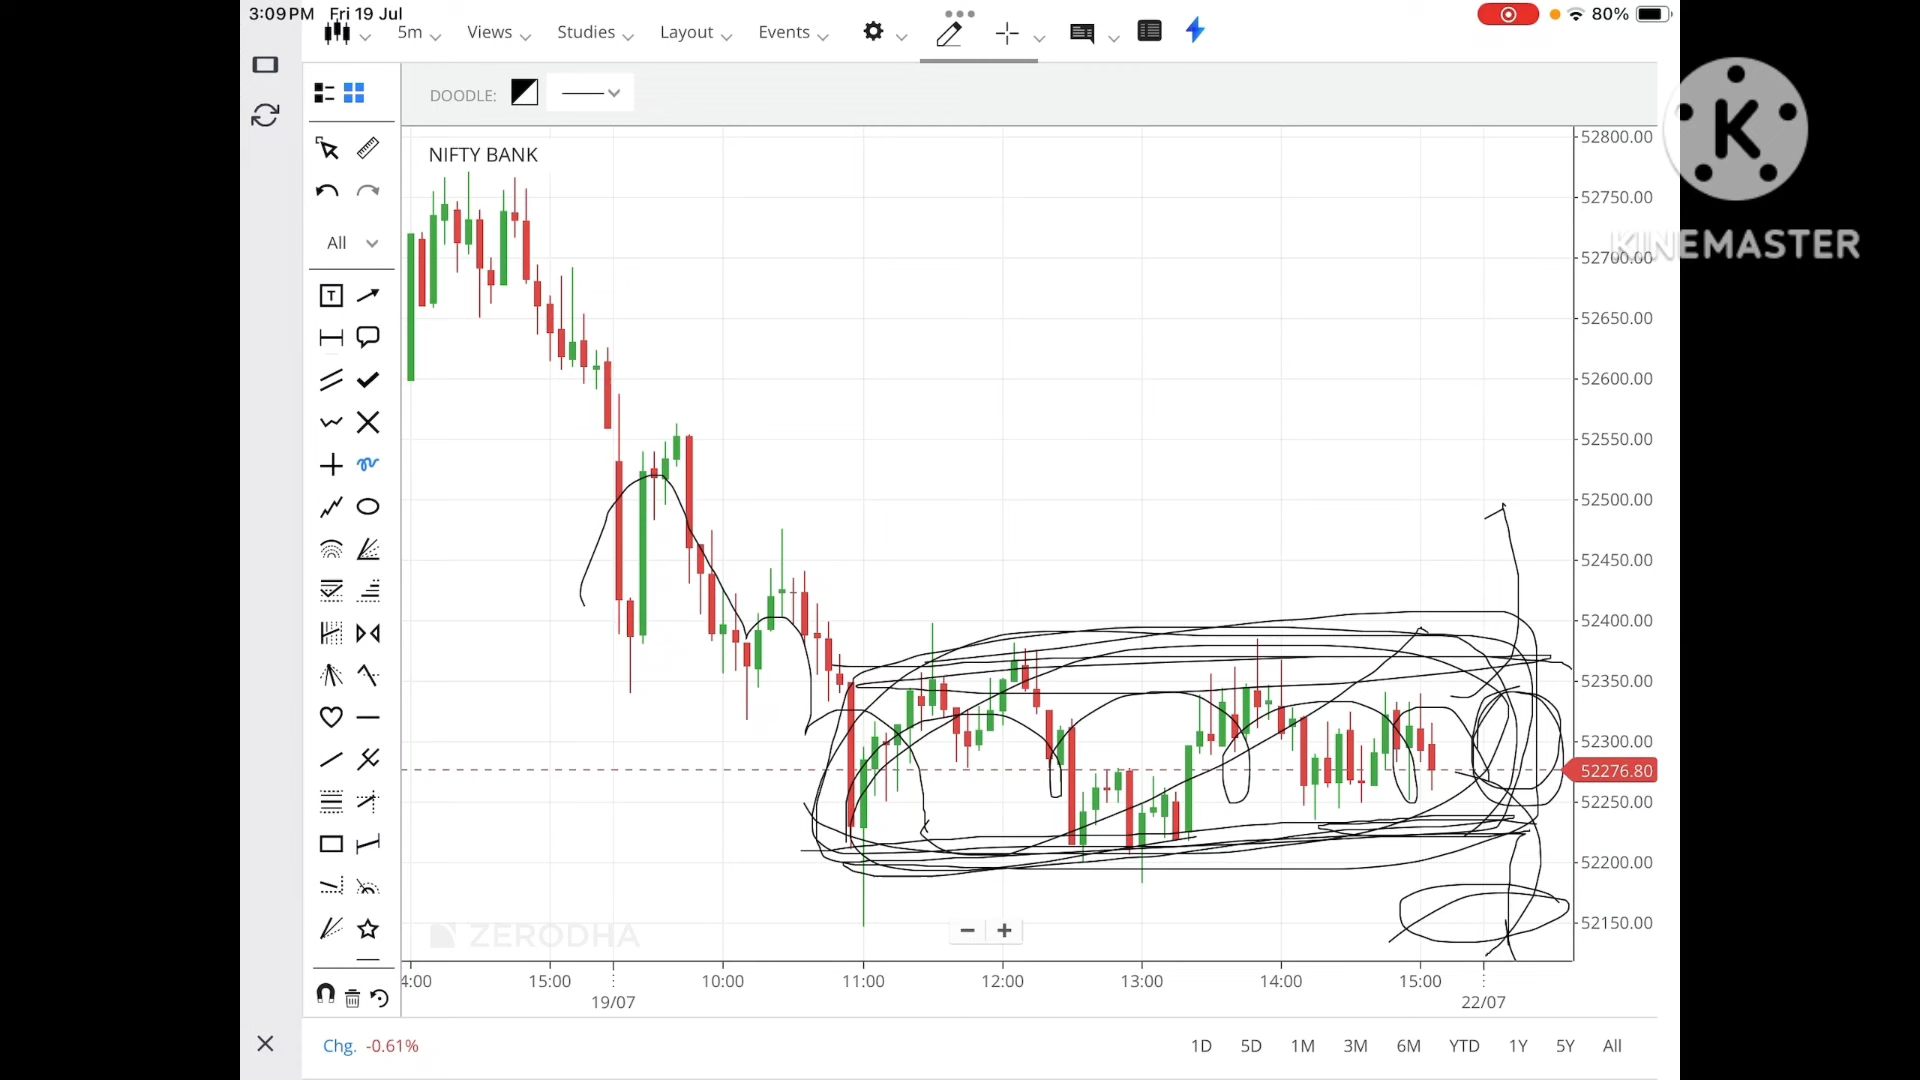 3:09PM Fri 19 Jul
80%
5m Views Studies Layout Events
DOODLE:
K
KINEMASTER
All
T
NIFTY BANK
52800.00
52750.00
52700.00
52650.00
52600.00
52550.00
52500.00
52450.00
52400.00
52350.00
52300.00
52276.80
52250.00
52200.00
52150.00
ZERODHA
4:00 15:00 10:00 11:00 12:00 13:00 14:00 15:00
19/07 22/07
Chg. -0.61% 1D 5D 1M 3M 6M YTD 1Y 5Y All